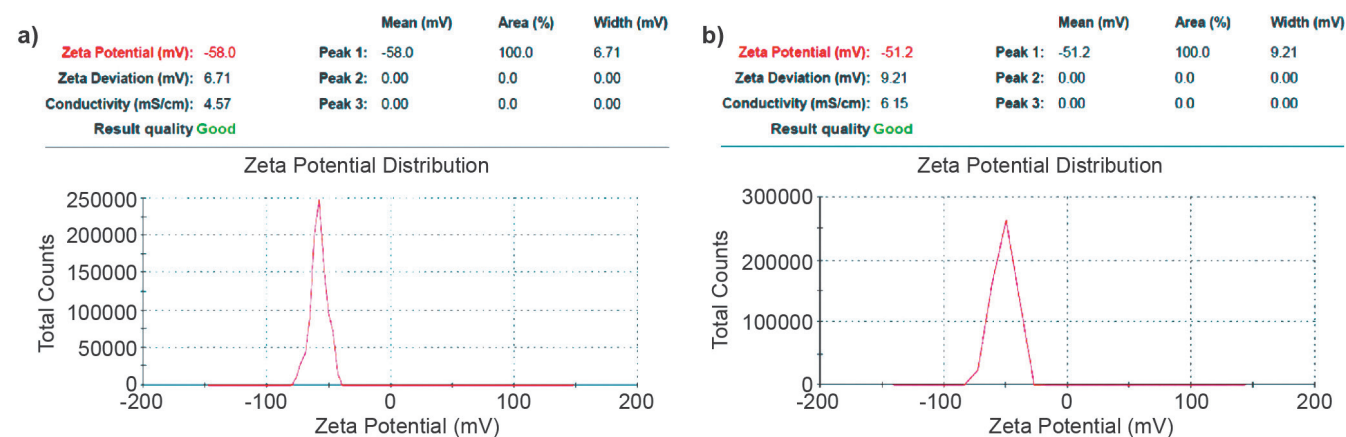 a)
Mean (mV) Area (%) Width (mV)
Zeta Potential (mV): -58.0 Peak 1: -58.0 100.0 6.71
Zeta Deviation (mV): 6.71 Peak 2: 0.00 0.0 0.00
Conductivity (mS/cm): 4.57 Peak 3: 0.00 0.0 0.00
Result quality Good
Zeta Potential Distribution
250000
200000
150000
100000
50000
0
Total Counts
-200 -100 0 100 200
Zeta Potential (mV)
b)
Mean (mV) Area (%) Width (mV)
Zeta Potential (mV): -51.2 Peak 1: -51.2 100.0 9.21
Zeta Deviation (mV): 9.21 Peak 2: 0.00 0.0 0.00
Conductivity (mS/cm): 6.15 Peak 3: 0.00 0.0 0.00
Result quality Good
Zeta Potential Distribution
300000
200000
100000
0
Total Counts
-200 -100 0 100 200
Zeta Potential (mV)